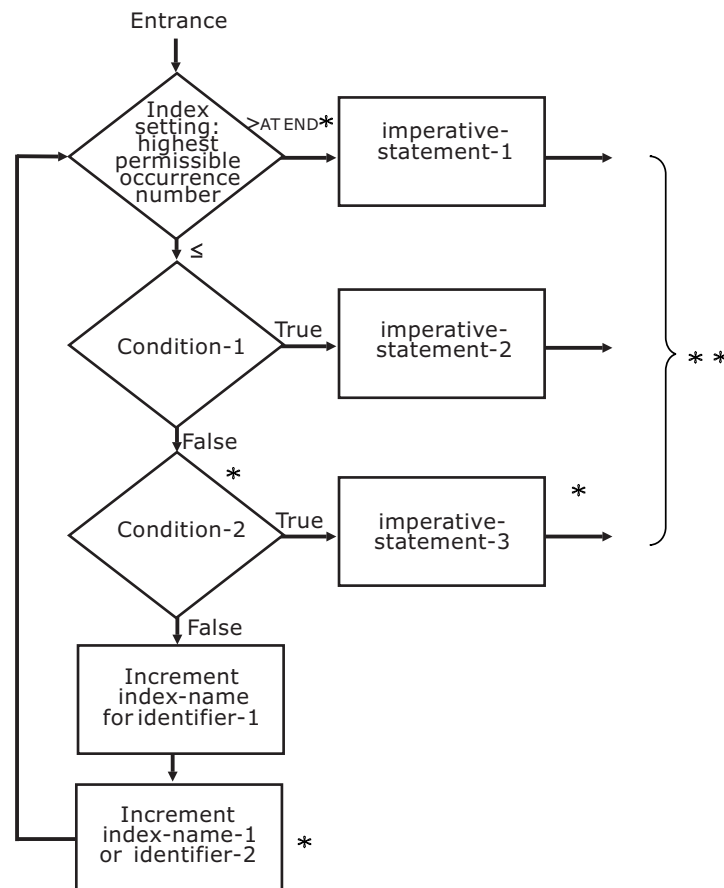 Entrance
Index
setting:
highest
permissible
occurrence
number
>AT END*
imperative-
statement-1
≤
Condition-1
True
imperative-
statement-2
* *
False
*
Condition-2
True
imperative-
statement-3
*
False
Increment
index-name
for identifier-1
Increment
index-name-1
or identifier-2
*